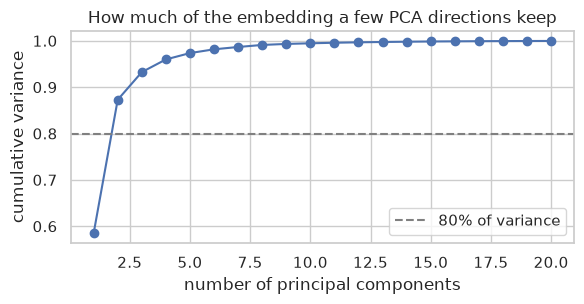 How much of the embedding a few PCA directions keep
1.0
0.9
0.8
0.7
0.6
cumulative variance
80% of variance
2.5 5.0 7.5 10.0 12.5 15.0 17.5 20.0
number of principal components